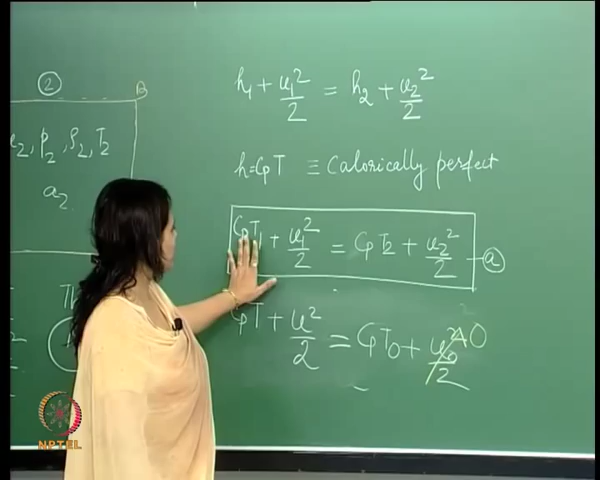 ②
p₂, ρ₂, T₂
a₂
h₁ + u₁²/2 = h₂ + u₂²/2
h = CpT ≡ Calorically perfect
CpT₁ + u₁²/2 = CpT₂ + u₂²/2 - ⓐ
CpT + u²/2 = CpT₀ + u₀²/2 0
NPTEL